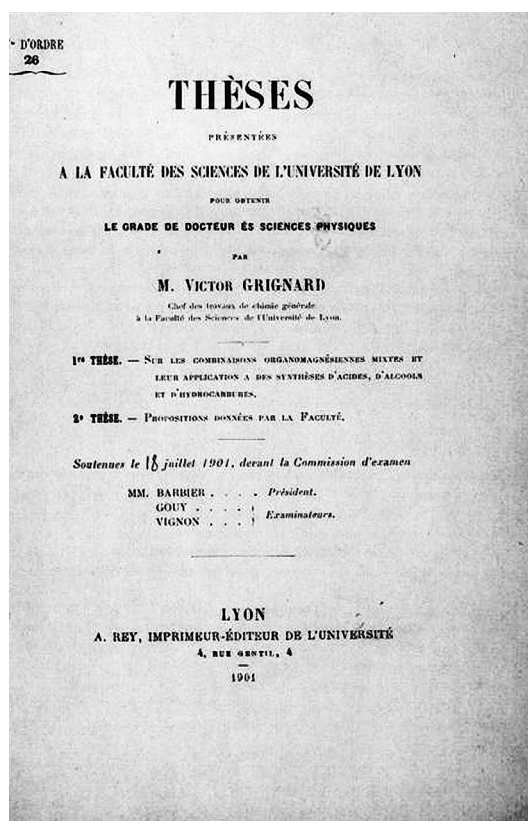 D'ORDRE
26
THÈSES
PRÉSENTÉES
A LA FACULTÉ DES SCIENCES DE L'UNIVERSITÉ DE LYON
POUR OBTENIR
LE GRADE DE DOCTEUR ÈS SCIENCES PHYSIQUES
PAR
M. VICTOR GRIGNARD
Chef des travaux de chimie générale
à la Faculté des Sciences de l'Université de Lyon.
1re THÈSE. — SUR LES COMBINAISONS ORGANOMAGNÉSIENNES MIXTES ET
LEUR APPLICATION A DES SYNTHÈSES D'ACIDES, D'ALCOOLS
ET D'HYDROCARBURES.
2e THÈSE. — PROPOSITIONS DONNÉES PAR LA FACULTÉ.
Soutenues le 18 juillet 1901, devant la Commission d'examen
MM. BARBIER . . . . Président.
GOUY . . . . )
VIGNON . . . ) Examinateurs.
LYON
A. REY, IMPRIMEUR-ÉDITEUR DE L'UNIVERSITÉ
4, RUE GENTIL, 4
1901